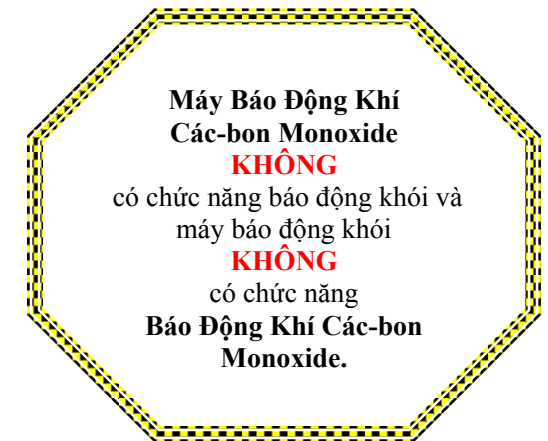 Máy Báo Động Khí
Các-bon Monoxide
KHÔNG
có chức năng báo động khói và
máy báo động khói
KHÔNG
có chức năng
Báo Động Khí Các-bon
Monoxide.